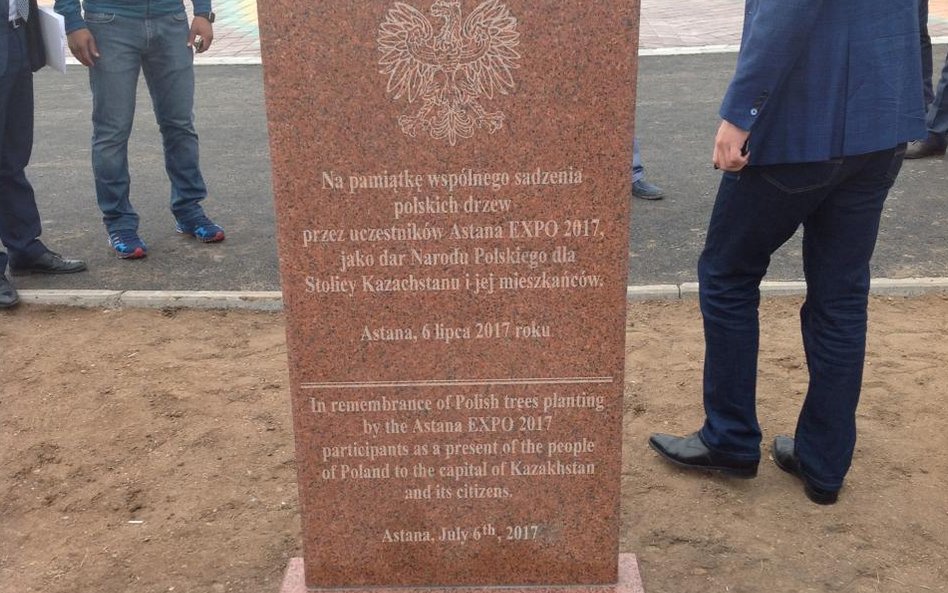 Na pamiątkę wspólnego sadzenia
polskich drzew
przez uczestników Astana EXPO 2017,
jako dar Narodu Polskiego dla
Stolicy Kazachstanu i jej mieszkańców.
Astana, 6 lipca 2017 roku
In remembrance of Polish trees planting
by the Astana EXPO 2017
participants as a present of the people
of Poland to the capital of Kazakhstan
and its citizens.
Astana, July 6th, 2017